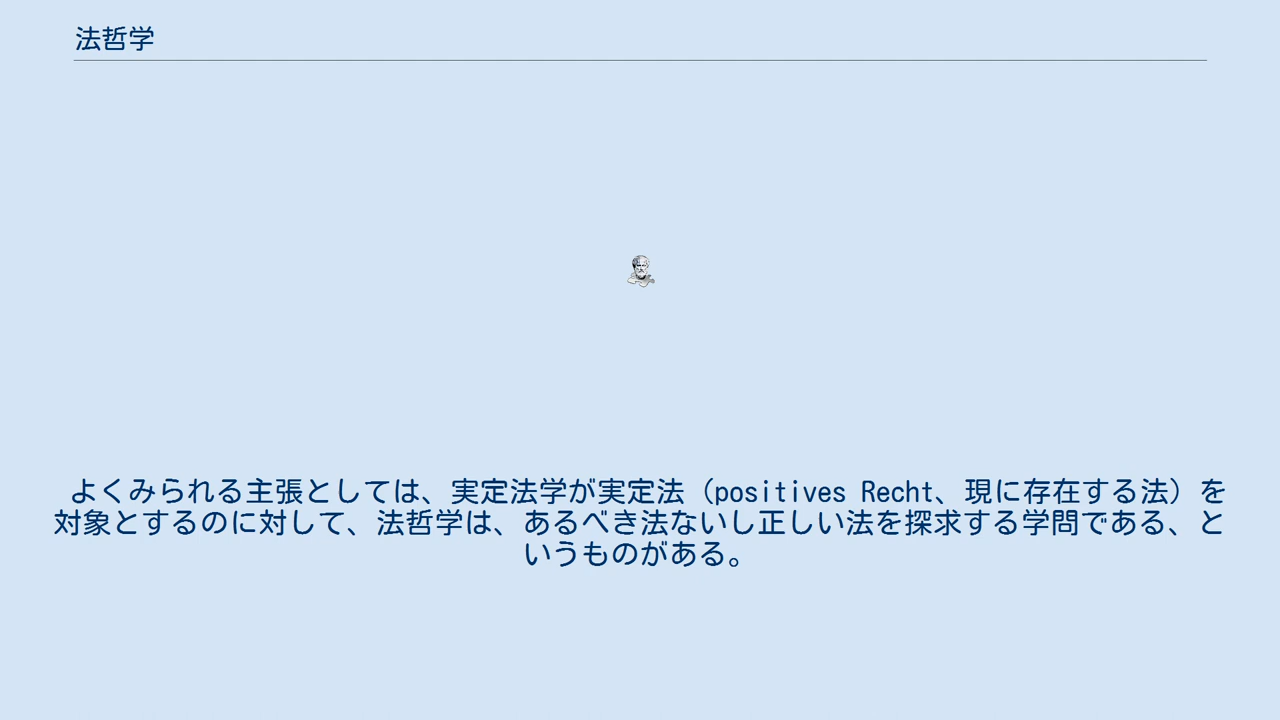 法哲学
よくみられる主張としては、実定法学が実定法（positives Recht、現に存在する法）を
対象とするのに対して、法哲学は、あるべき法ないし正しい法を探求する学問である、と
いうものがある。